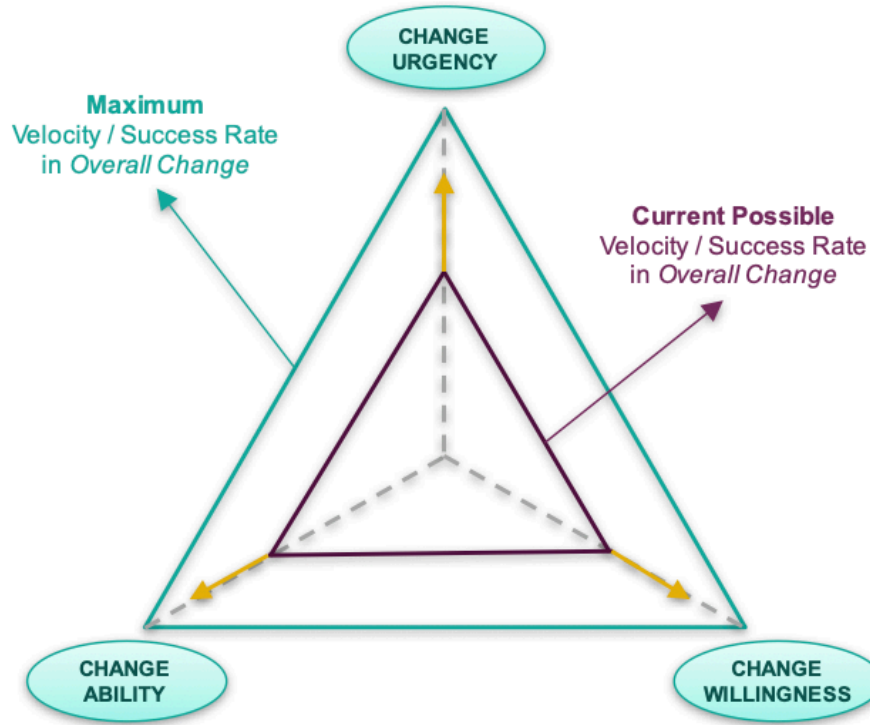 CHANGE
URGENCY
Maximum
Velocity / Success Rate
in Overall Change
Current Possible
Velocity / Success Rate
in Overall Change
CHANGE
ABILITY
CHANGE
WILLINGNESS